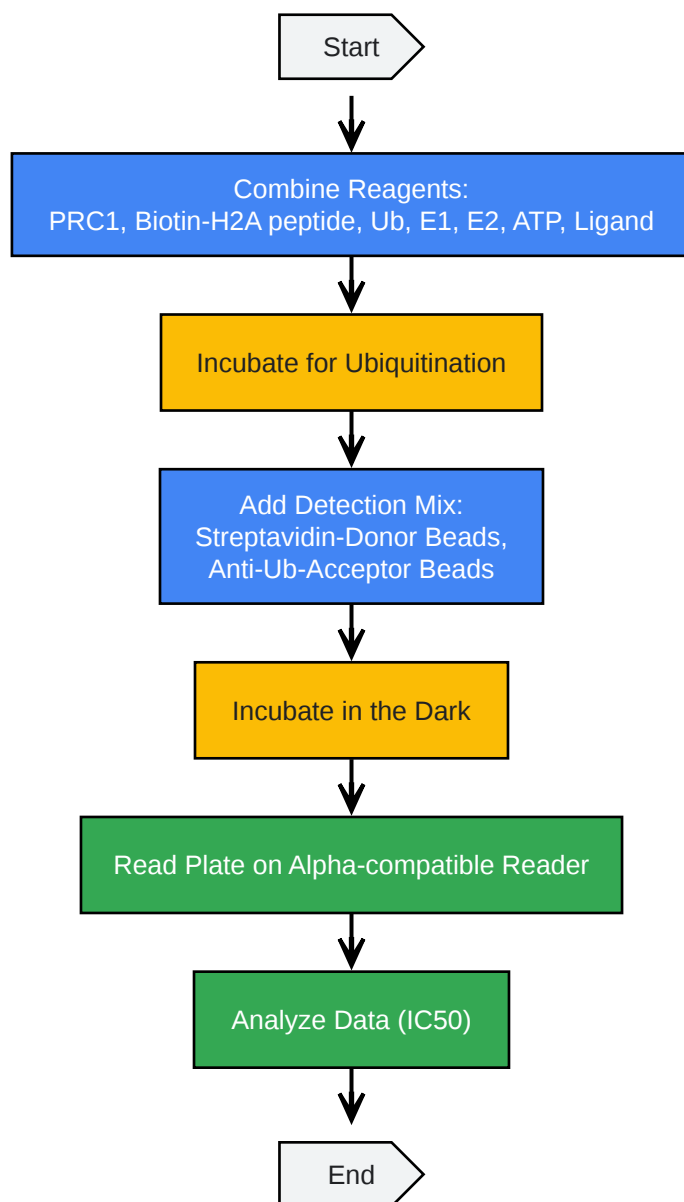 Start
Combine Reagents:
PRC1, Biotin-H2A peptide, Ub, E1, E2, ATP, Ligand
Incubate for Ubiquitination
Add Detection Mix:
Streptavidin-Donor Beads,
Anti-Ub-Acceptor Beads
Incubate in the Dark
Read Plate on Alpha-compatible Reader
Analyze Data (IC50)
End